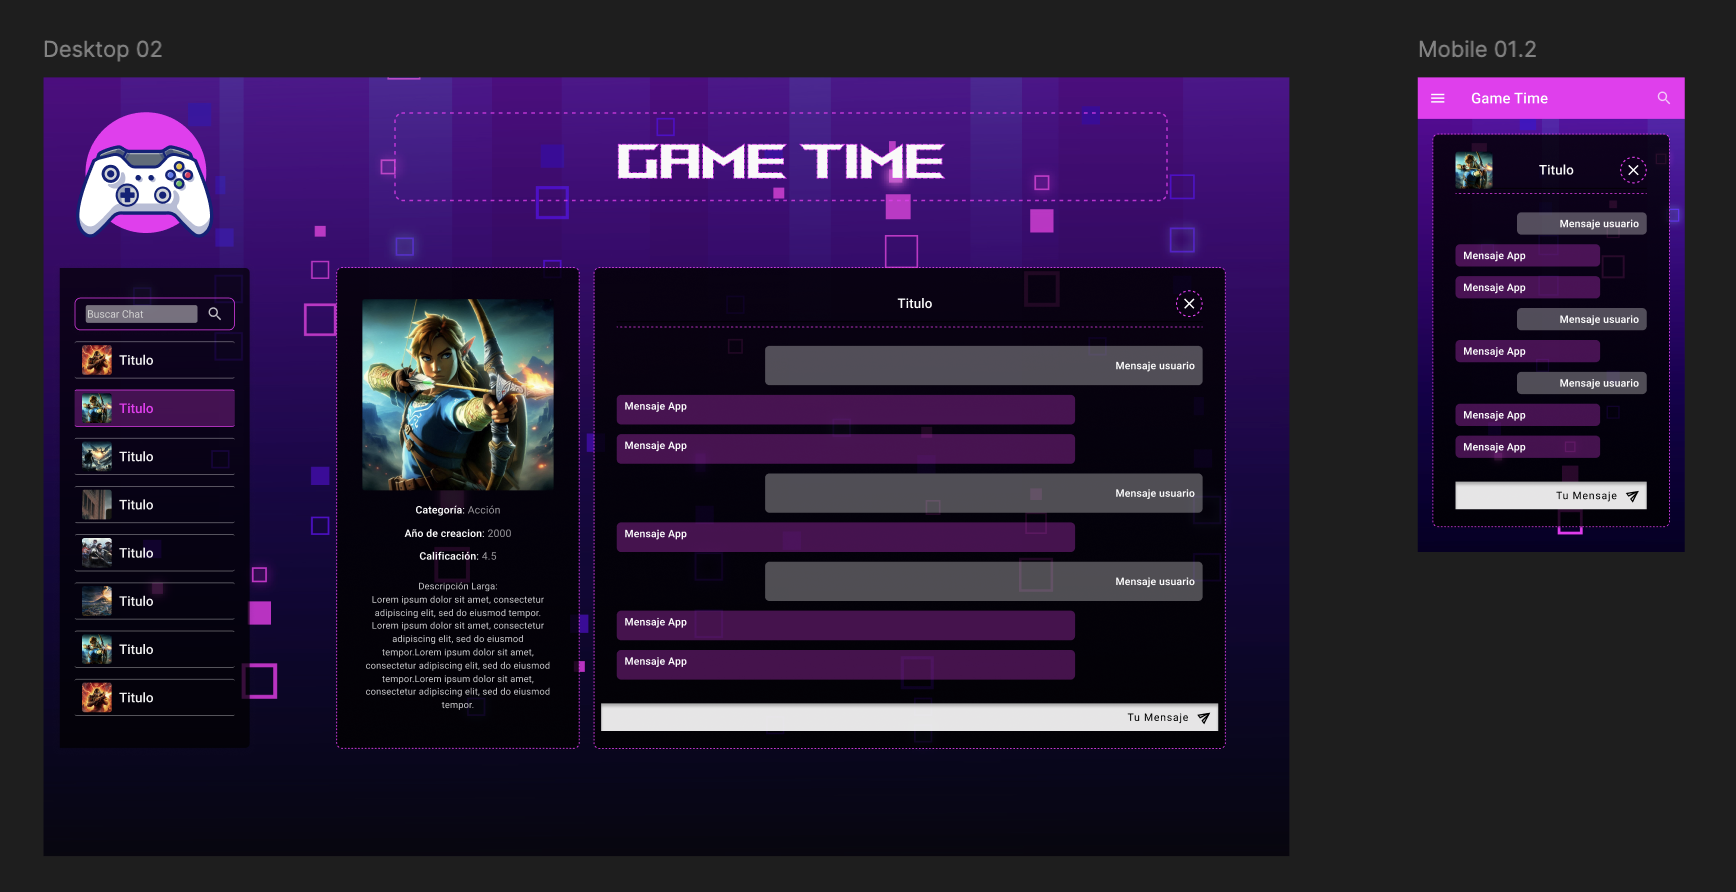 Desktop 02
GAME TIME
Buscar Chat
Titulo
Titulo
Titulo
Titulo
Titulo
Titulo
Titulo
Titulo
Categoría: Acción
Año de creacion: 2000
Calificación: 4.5
Descripción Larga:
Lorem ipsum dolor sit amet, consectetur
adipiscing elit, sed do eiusmod tempor.
Lorem ipsum dolor sit amet, consectetur
adipiscing elit, sed do eiusmod
tempor.Lorem ipsum dolor sit amet,
consectetur adipiscing elit, sed do eiusmod
tempor.Lorem ipsum dolor sit amet,
consectetur adipiscing elit, sed do eiusmod
tempor.
Titulo
Mensaje usuario
Mensaje App
Mensaje App
Mensaje usuario
Mensaje App
Mensaje usuario
Mensaje App
Mensaje App
Tu Mensaje
Mobile 01.2
Game Time
Titulo
Mensaje usuario
Mensaje App
Mensaje App
Mensaje usuario
Mensaje App
Mensaje usuario
Mensaje App
Mensaje App
Tu Mensaje